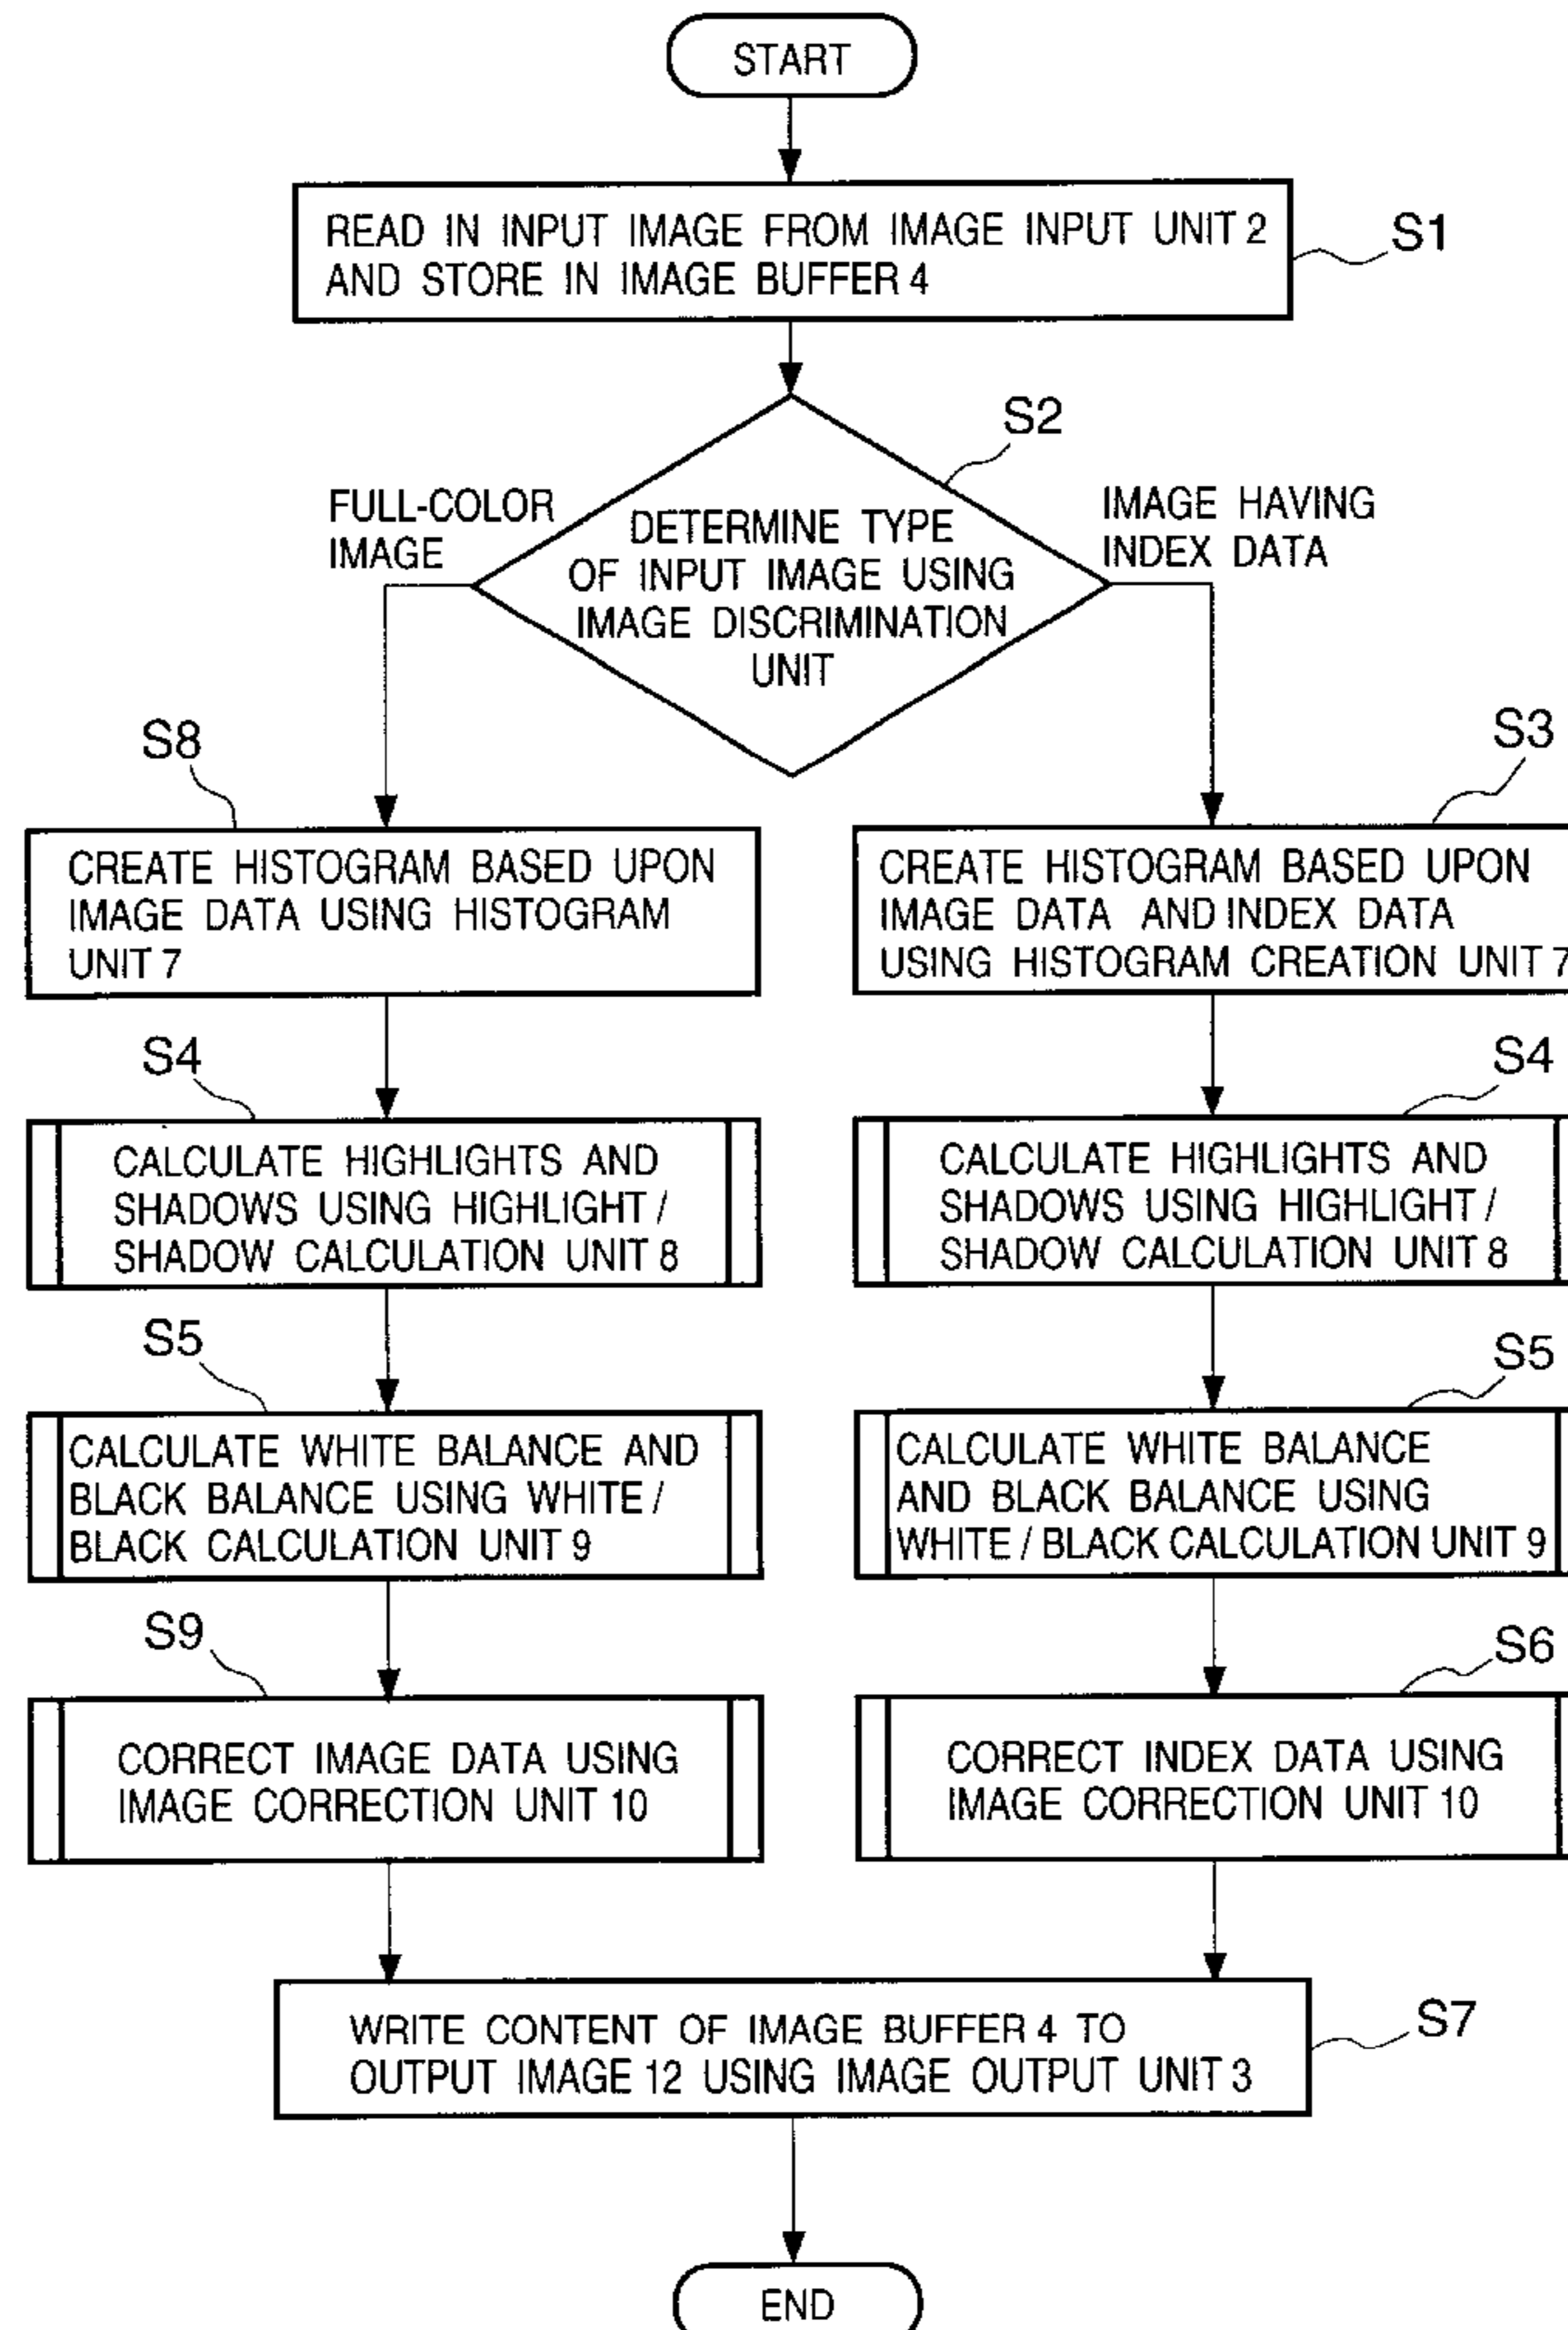 START
READ IN INPUT IMAGE FROM IMAGE INPUT UNIT 2
AND STORE IN IMAGE BUFFER 4
S1
S2
FULL-COLOR
IMAGE
DETERMINE TYPE
OF INPUT IMAGE USING
IMAGE DISCRIMINATION
UNIT
IMAGE HAVING
INDEX DATA
S8
CREATE HISTOGRAM BASED UPON
IMAGE DATA USING HISTOGRAM
UNIT 7
S3
CREATE HISTOGRAM BASED UPON
IMAGE DATA AND INDEX DATA
USING HISTOGRAM CREATION UNIT 7
S4
CALCULATE HIGHLIGHTS AND
SHADOWS USING HIGHLIGHT /
SHADOW CALCULATION UNIT 8
S4
CALCULATE HIGHLIGHTS AND
SHADOWS USING HIGHLIGHT /
SHADOW CALCULATION UNIT 8
S5
CALCULATE WHITE BALANCE AND
BLACK BALANCE USING WHITE /
BLACK CALCULATION UNIT 9
S5
CALCULATE WHITE BALANCE
AND BLACK BALANCE USING
WHITE / BLACK CALCULATION UNIT 9
S9
CORRECT IMAGE DATA USING
IMAGE CORRECTION UNIT 10
S6
CORRECT INDEX DATA USING
IMAGE CORRECTION UNIT 10
WRITE CONTENT OF IMAGE BUFFER 4 TO
OUTPUT IMAGE 12 USING IMAGE OUTPUT UNIT 3
S7
END